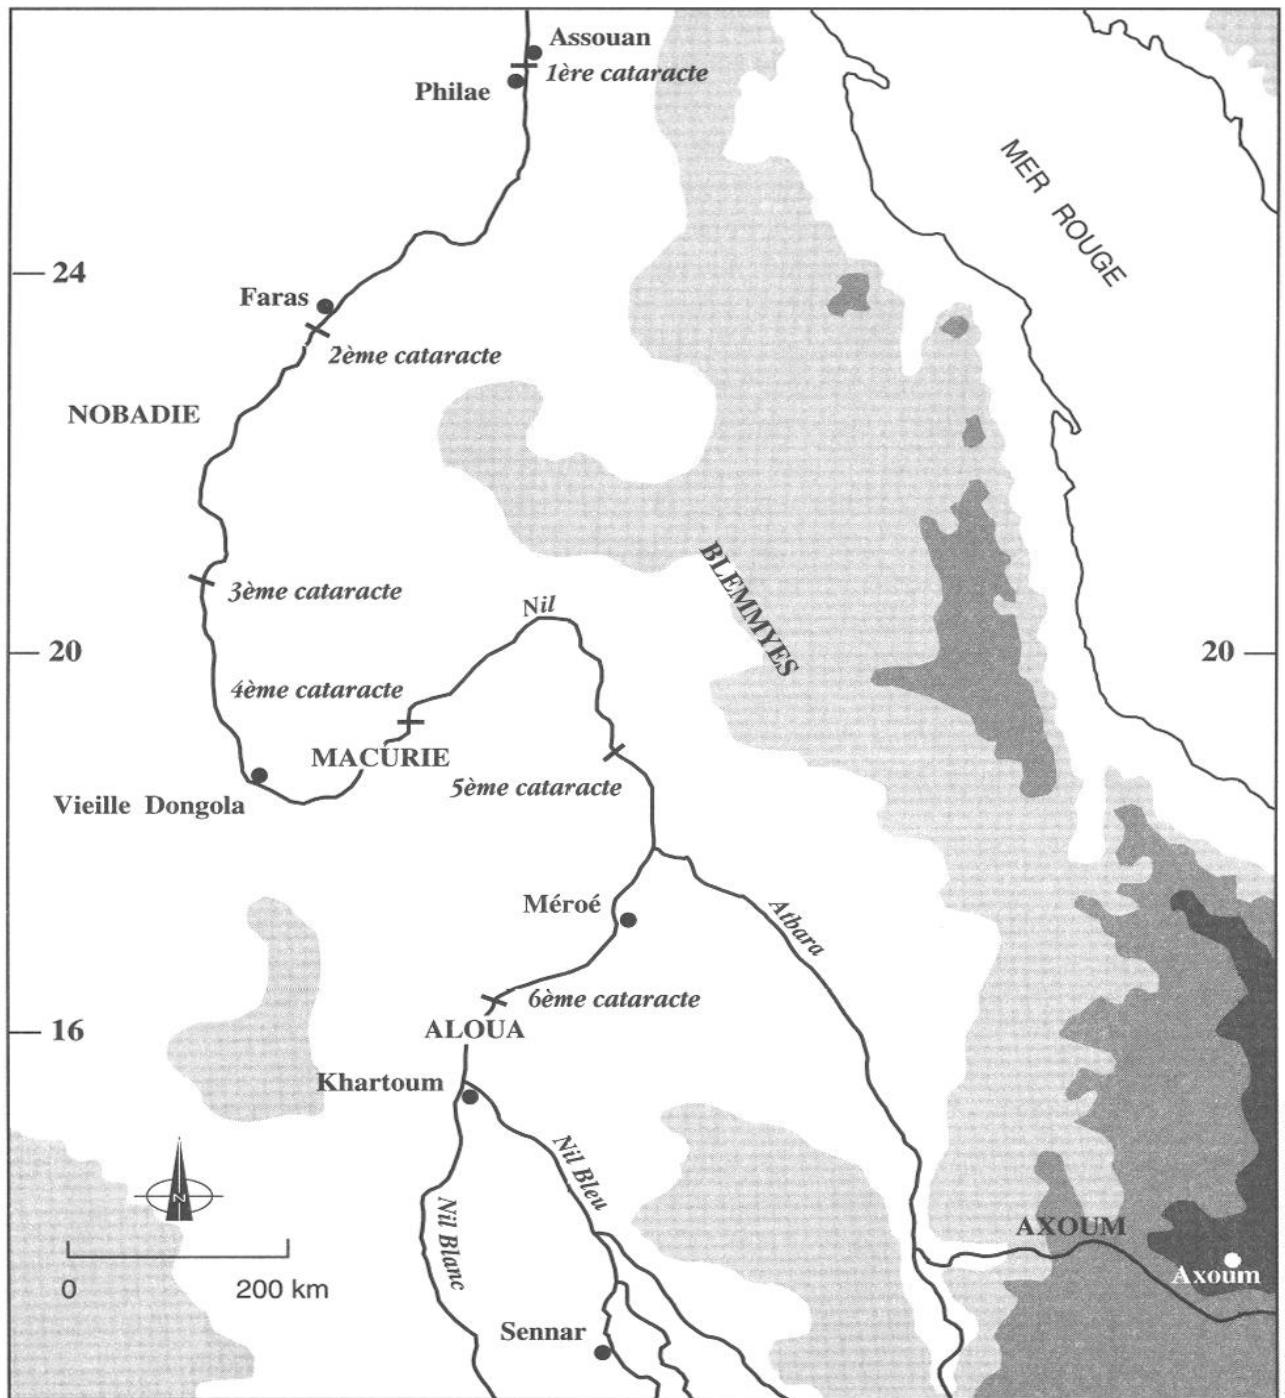 Assouan
1ère cataracte
Philae
MER ROUGE
24
Faras
2ème cataracte
NOBADIE
BLEMMYES
3ème cataracte
Nil
20
20
4ème cataracte
MACURIE
5ème cataracte
Vieille Dongola
Méroé
Atbara
6ème cataracte
16
ALOUA
Khartoum
Nil Bleu
N
Nil Blanc
AXOUM
Axoum
0
200 km
Sennar